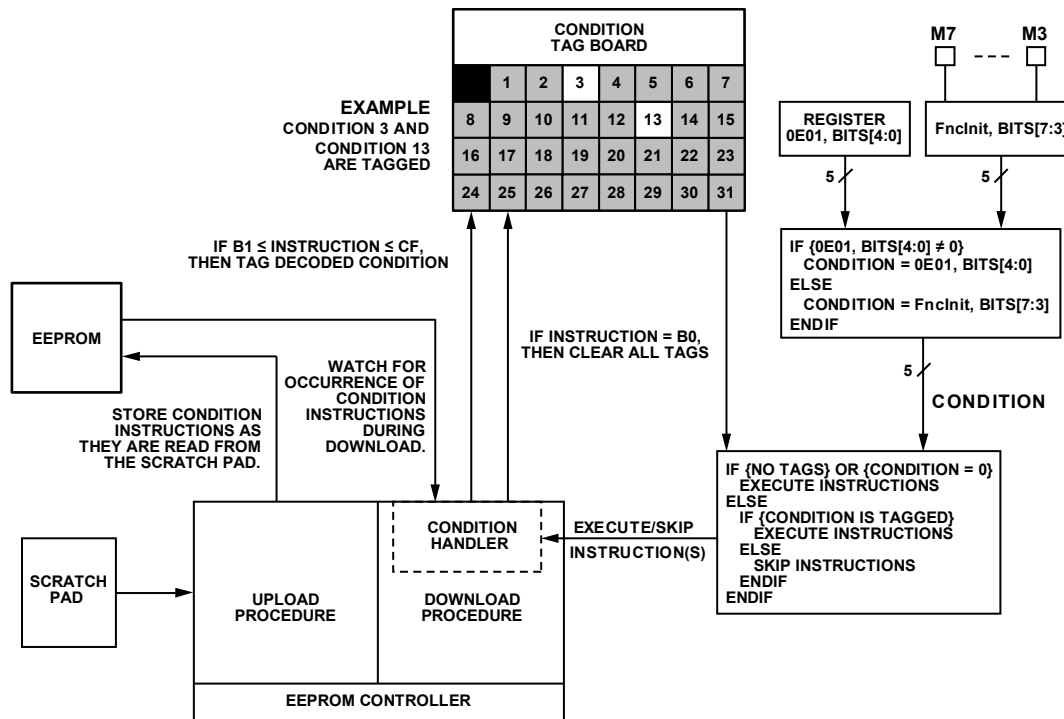 CONDITION
TAG BOARD
1 2 3 4 5 6 7
8 9 10 11 12 13 14 15
16 17 18 19 20 21 22 23
24 25 26 27 28 29 30 31
EXAMPLE
CONDITION 3 AND
CONDITION 13
ARE TAGGED
M7
M3
REGISTER
0E01, BITS[4:0]
FncInit, BITS[7:3]
5
5
IF {0E01, BITS[4:0] ≠ 0}
CONDITION = 0E01, BITS[4:0]
ELSE
CONDITION = FncInit, BITS[7:3]
ENDIF
5
CONDITION
IF B1 ≤ INSTRUCTION ≤ CF,
THEN TAG DECODED CONDITION
IF INSTRUCTION = B0,
THEN CLEAR ALL TAGS
EEPROM
WATCH FOR
OCCURRENCE OF
CONDITION
INSTRUCTIONS
DURING
DOWNLOAD.
STORE CONDITION
INSTRUCTIONS AS
THEY ARE READ FROM
THE SCRATCH PAD.
IF {NO TAGS} OR {CONDITION = 0}
EXECUTE INSTRUCTIONS
ELSE
IF {CONDITION IS TAGGED}
EXECUTE INSTRUCTIONS
ELSE
SKIP INSTRUCTIONS
ENDIF
ENDIF
CONDITION
HANDLER
EXECUTE/SKIP
INSTRUCTION(S)
SCRATCH
PAD
UPLOAD
PROCEDURE
DOWNLOAD
PROCEDURE
EEPROM CONTROLLER